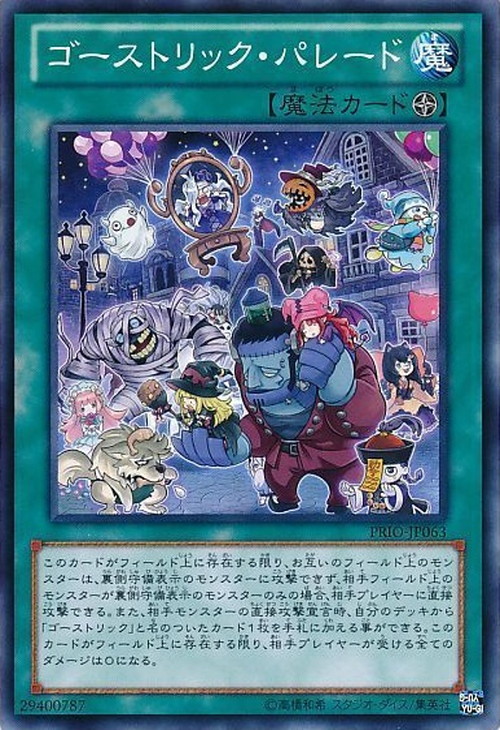 ゴーストリック・パレード
魔
【魔法カード】
PRIO-JP063
このカードがフィールド上に存在する限り、お互いのフィールド上のモン
スターは、裏側守備表示のモンスターに攻撃できず、相手フィールド上の
モンスターが裏側守備表示のモンスターのみの場合、相手プレイヤーに直接
攻撃できる。また、相手モンスターの直接攻撃宣言時、自分のデッキから
「ゴーストリック」と名のついたカード1枚を手札に加える事ができる。この
カードがフィールド上に存在する限り、相手プレイヤーが受ける全ての
ダメージは0になる。
29400787
©高橋和希 スタジオ・ダイス/集英社